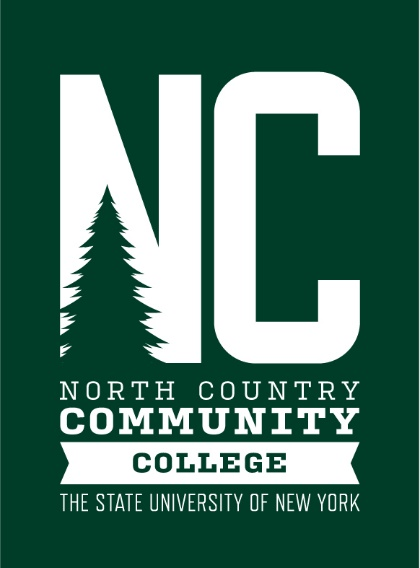 NC
NORTH COUNTRY
COMMUNITY
COLLEGE
THE STATE UNIVERSITY OF NEW YORK